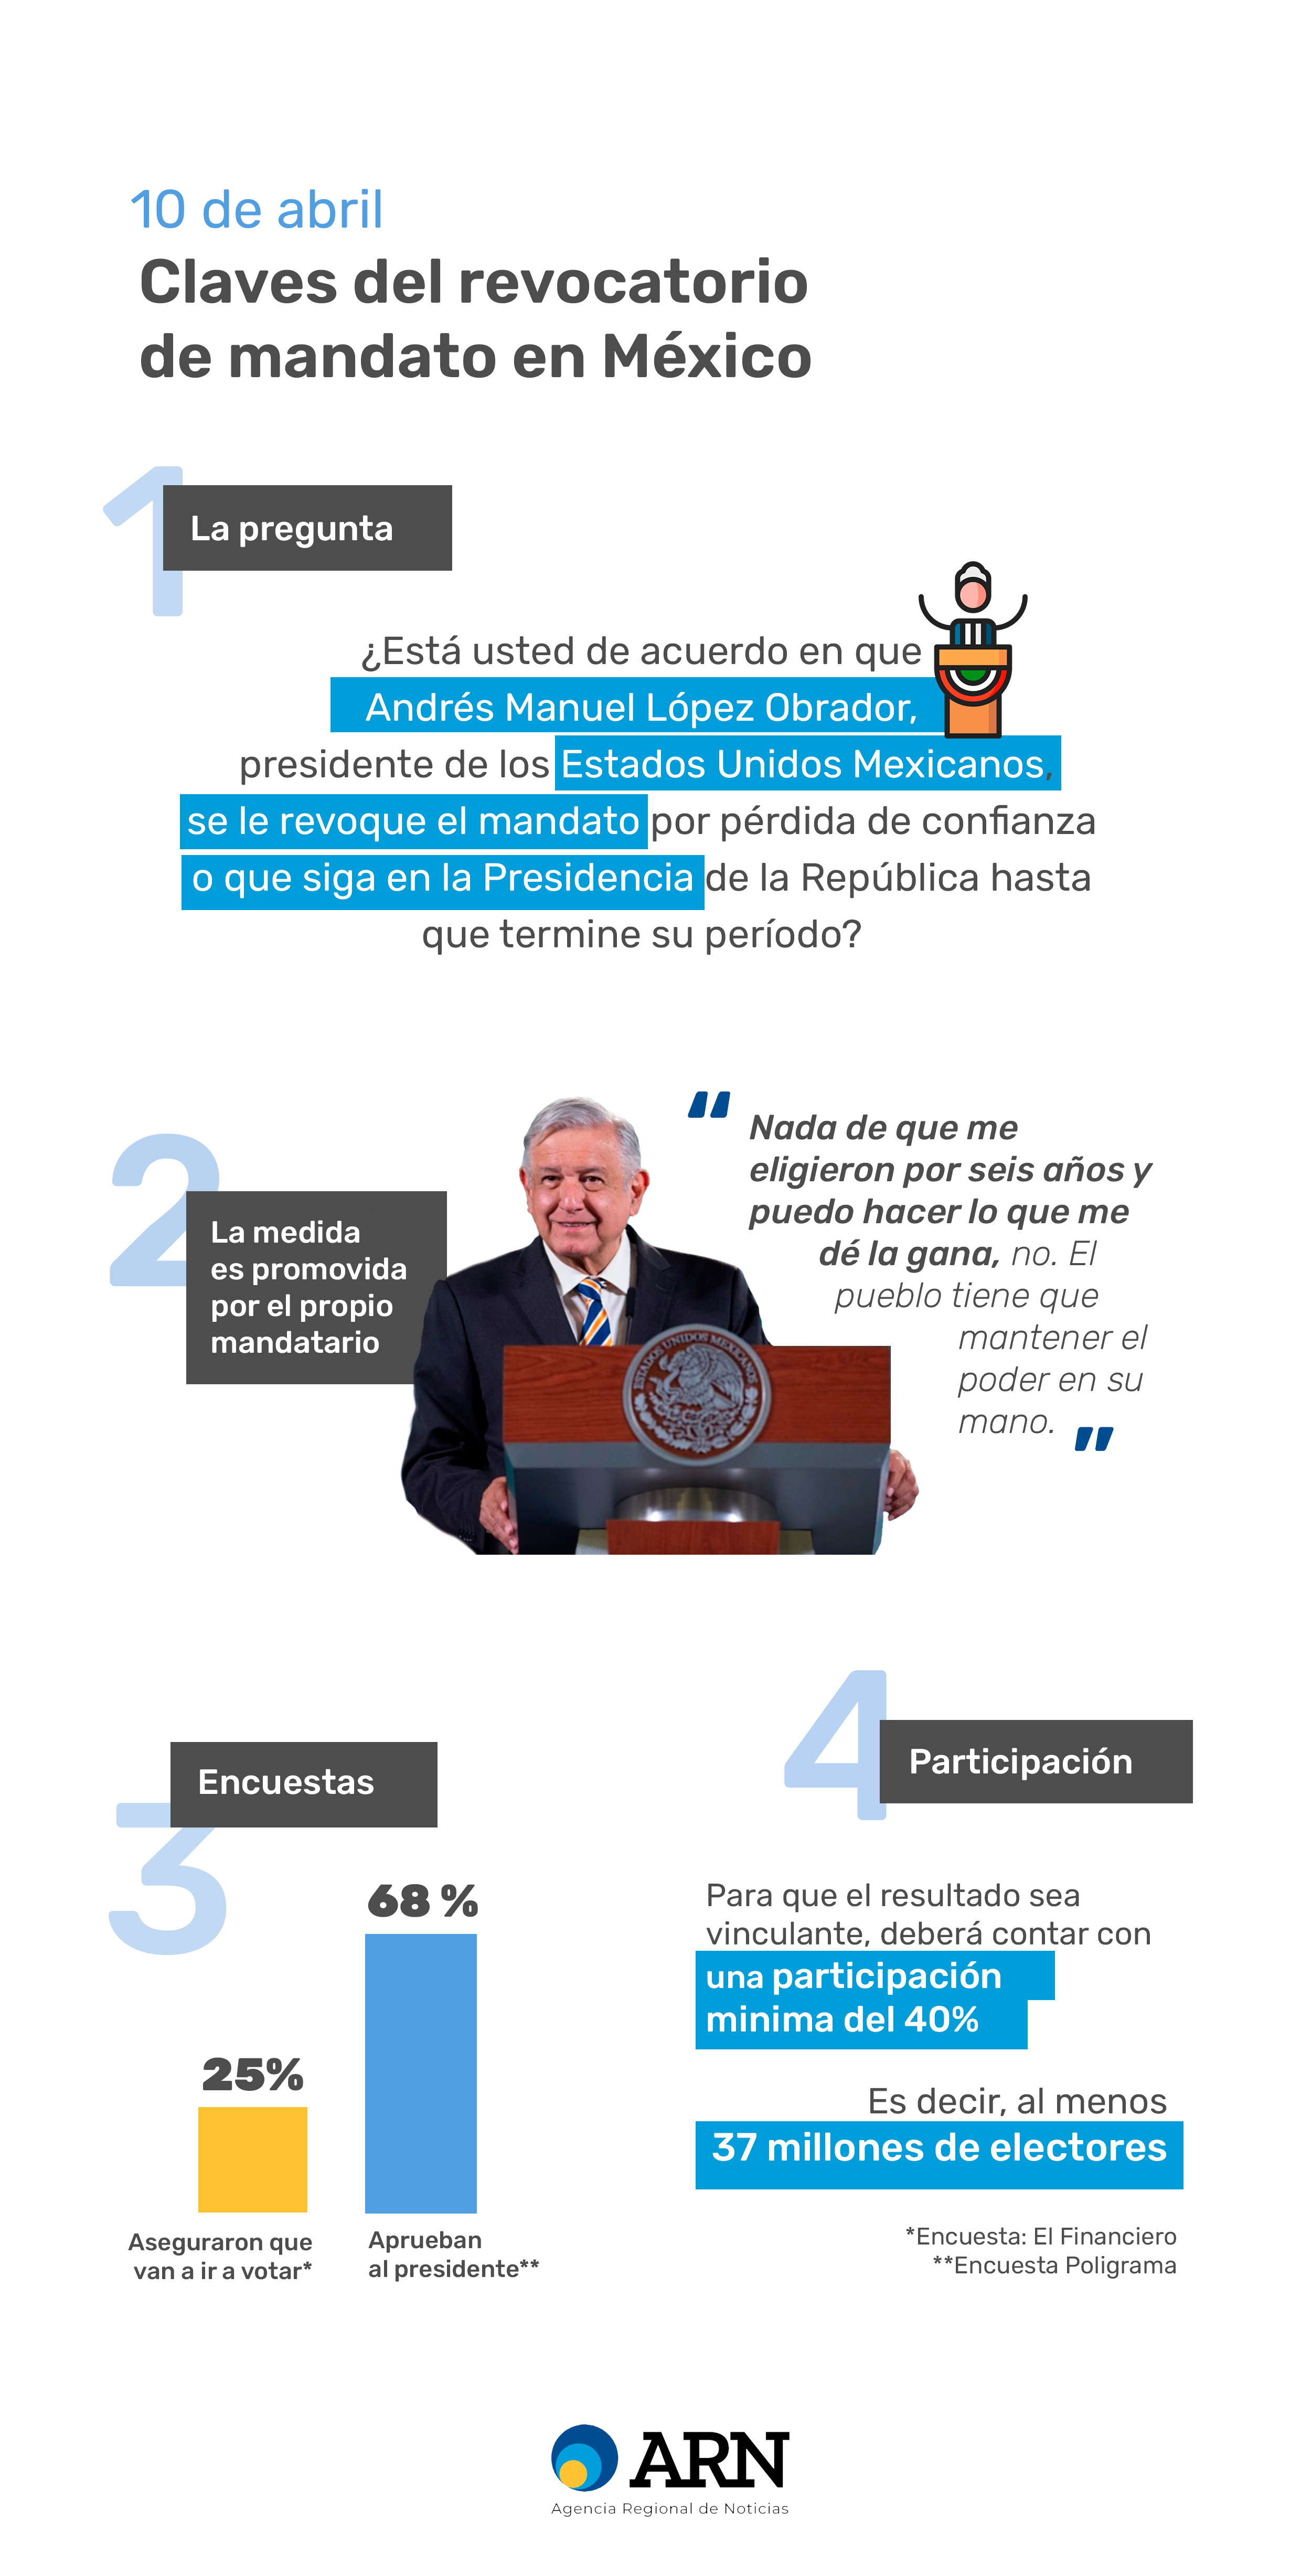 10 de abril
Claves del revocatorio
de mandato en México
1
La pregunta
¿Está usted de acuerdo en que
Andrés Manuel López Obrador,
presidente de los Estados Unidos Mexicanos,
se le revoque el mandato por pérdida de confianza
o que siga en la Presidencia de la República hasta
que termine su período?
2
La medida
es promovida
por el propio
mandatario
ESTADOS UNIDOS MEXICANOS
“ Nada de que me
eligieron por seis años y
puedo hacer lo que me
dé la gana, no. El
pueblo tiene que
mantener el
poder en su
mano. ”
3
Encuestas
25%
68 %
Aseguraron que
van a ir a votar*
Aprueban
al presidente**
4
Participación
Para que el resultado sea
vinculante, deberá contar con
una participación
minima del 40%
Es decir, al menos
37 millones de electores
*Encuesta: El Financiero
**Encuesta Poligrama
ARN
Agencia Regional de Noticias